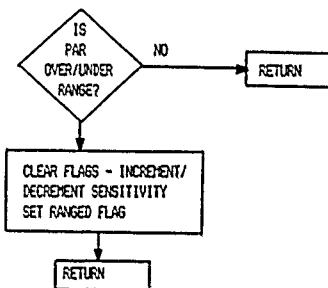 IS
PAR
OVER/UNDER
RANGE?
NO
RETURN
CLEAR FLAGS - INCREMENT/
DECREMENT SENSITIVITY
SET RANGED FLAG
RETURN